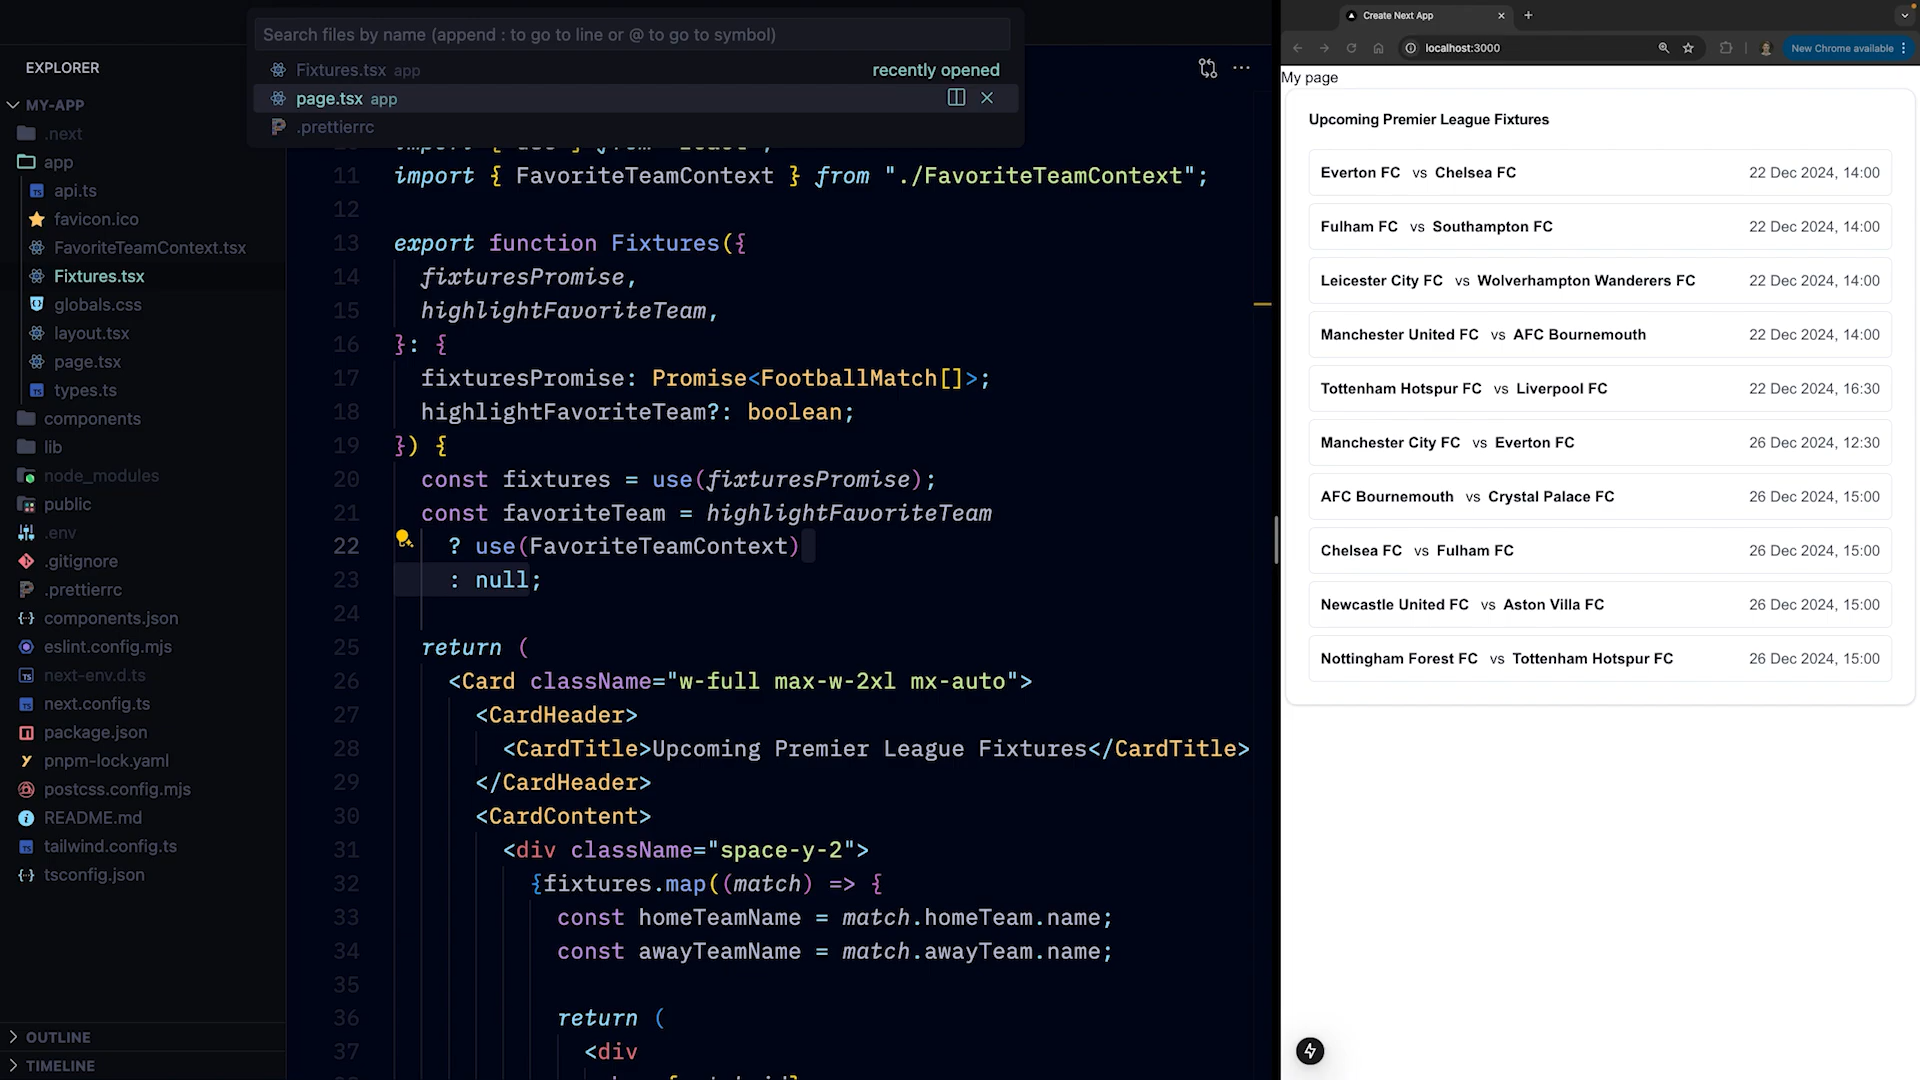 Search files by name (append : to go to line or @ to go to symbol)
Fixtures.tsx app recently opened
page.tsx app
.prettierrc
EXPLORER
MY-APP
.next
app
api.ts
favicon.ico
FavoriteTeamContext.tsx
Fixtures.tsx
globals.css
layout.tsx
page.tsx
types.ts
components
lib
node_modules
public
.env
.gitignore
.prettierrc
components.json
eslint.config.mjs
next-env.d.ts
next.config.ts
package.json
pnpm-lock.yaml
postcss.config.mjs
README.md
tailwind.config.ts
tsconfig.json
OUTLINE
TIMELINE
11 import { FavoriteTeamContext } from "./FavoriteTeamContext";
12
13 export function Fixtures({
14 fixturesPromise,
15 highlightFavoriteTeam,
16 }: {
17 fixturesPromise: Promise<FootballMatch[]>;
18 highlightFavoriteTeam?: boolean;
19 }) {
20 const fixtures = use(fixturesPromise);
21 const favoriteTeam = highlightFavoriteTeam
22 ? use(FavoriteTeamContext)
23 : null;
24
25 return (
26 <Card className="w-full max-w-2xl mx-auto">
27 <CardHeader>
28 <CardTitle>Upcoming Premier League Fixtures</CardTitle>
29 </CardHeader>
30 <CardContent>
31 <div className="space-y-2">
32 {fixtures.map((match) => {
33 const homeTeamName = match.homeTeam.name;
34 const awayTeamName = match.awayTeam.name;
35
36 return (
37 <div
Create Next App
localhost:3000
New Chrome available
My page
Upcoming Premier League Fixtures
Everton FC vs Chelsea FC 22 Dec 2024, 14:00
Fulham FC vs Southampton FC 22 Dec 2024, 14:00
Leicester City FC vs Wolverhampton Wanderers FC 22 Dec 2024, 14:00
Manchester United FC vs AFC Bournemouth 22 Dec 2024, 14:00
Tottenham Hotspur FC vs Liverpool FC 22 Dec 2024, 16:30
Manchester City FC vs Everton FC 26 Dec 2024, 12:30
AFC Bournemouth vs Crystal Palace FC 26 Dec 2024, 15:00
Chelsea FC vs Fulham FC 26 Dec 2024, 15:00
Newcastle United FC vs Aston Villa FC 26 Dec 2024, 15:00
Nottingham Forest FC vs Tottenham Hotspur FC 26 Dec 2024, 15:00